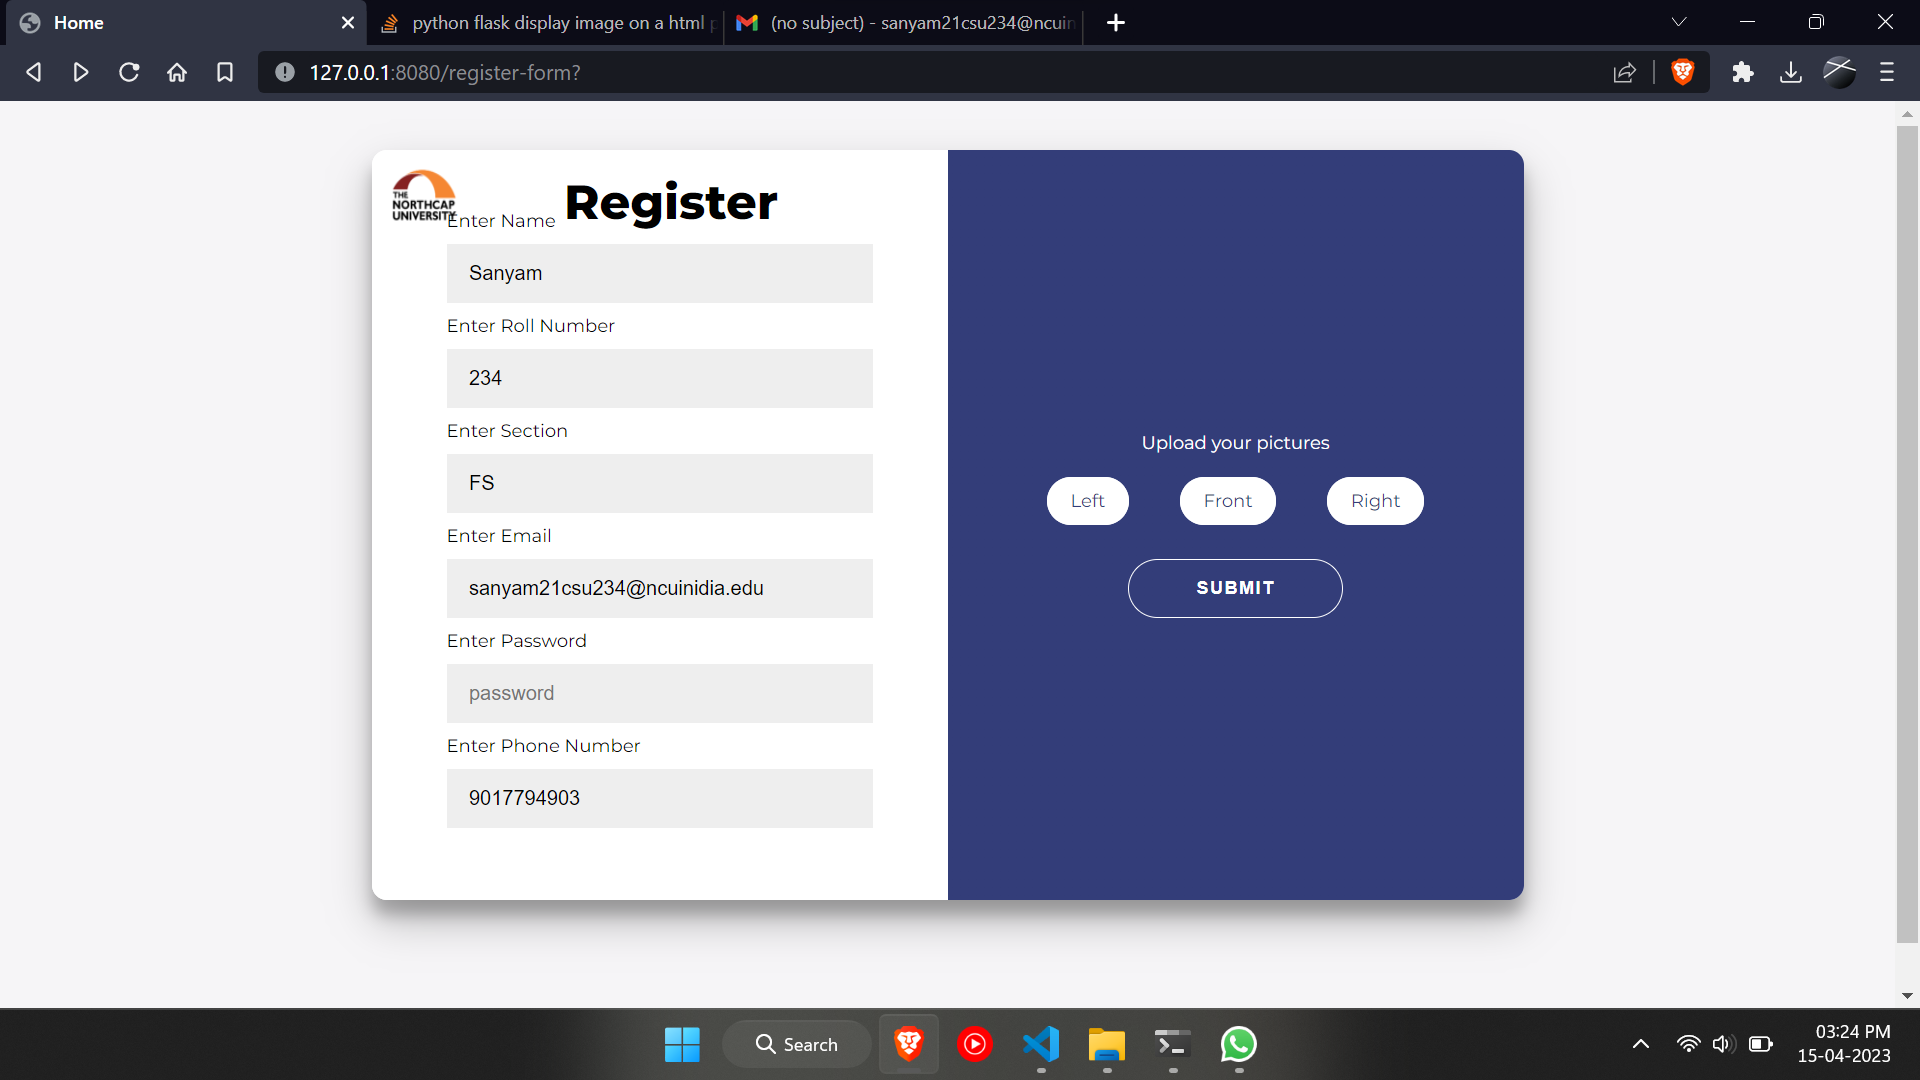 Home
python flask display image on a html p
(no subject) - sanyam21csu234@ncuin
127.0.0.1:8080/register-form?
THE
NORTHCAP
UNIVERSITY
Register
Enter Name
Sanyam
Enter Roll Number
234
Enter Section
FS
Enter Email
sanyam21csu234@ncuinidia.edu
Enter Password
password
Enter Phone Number
9017794903
Upload your pictures
Left
Front
Right
SUBMIT
Search
03:24 PM
15-04-2023